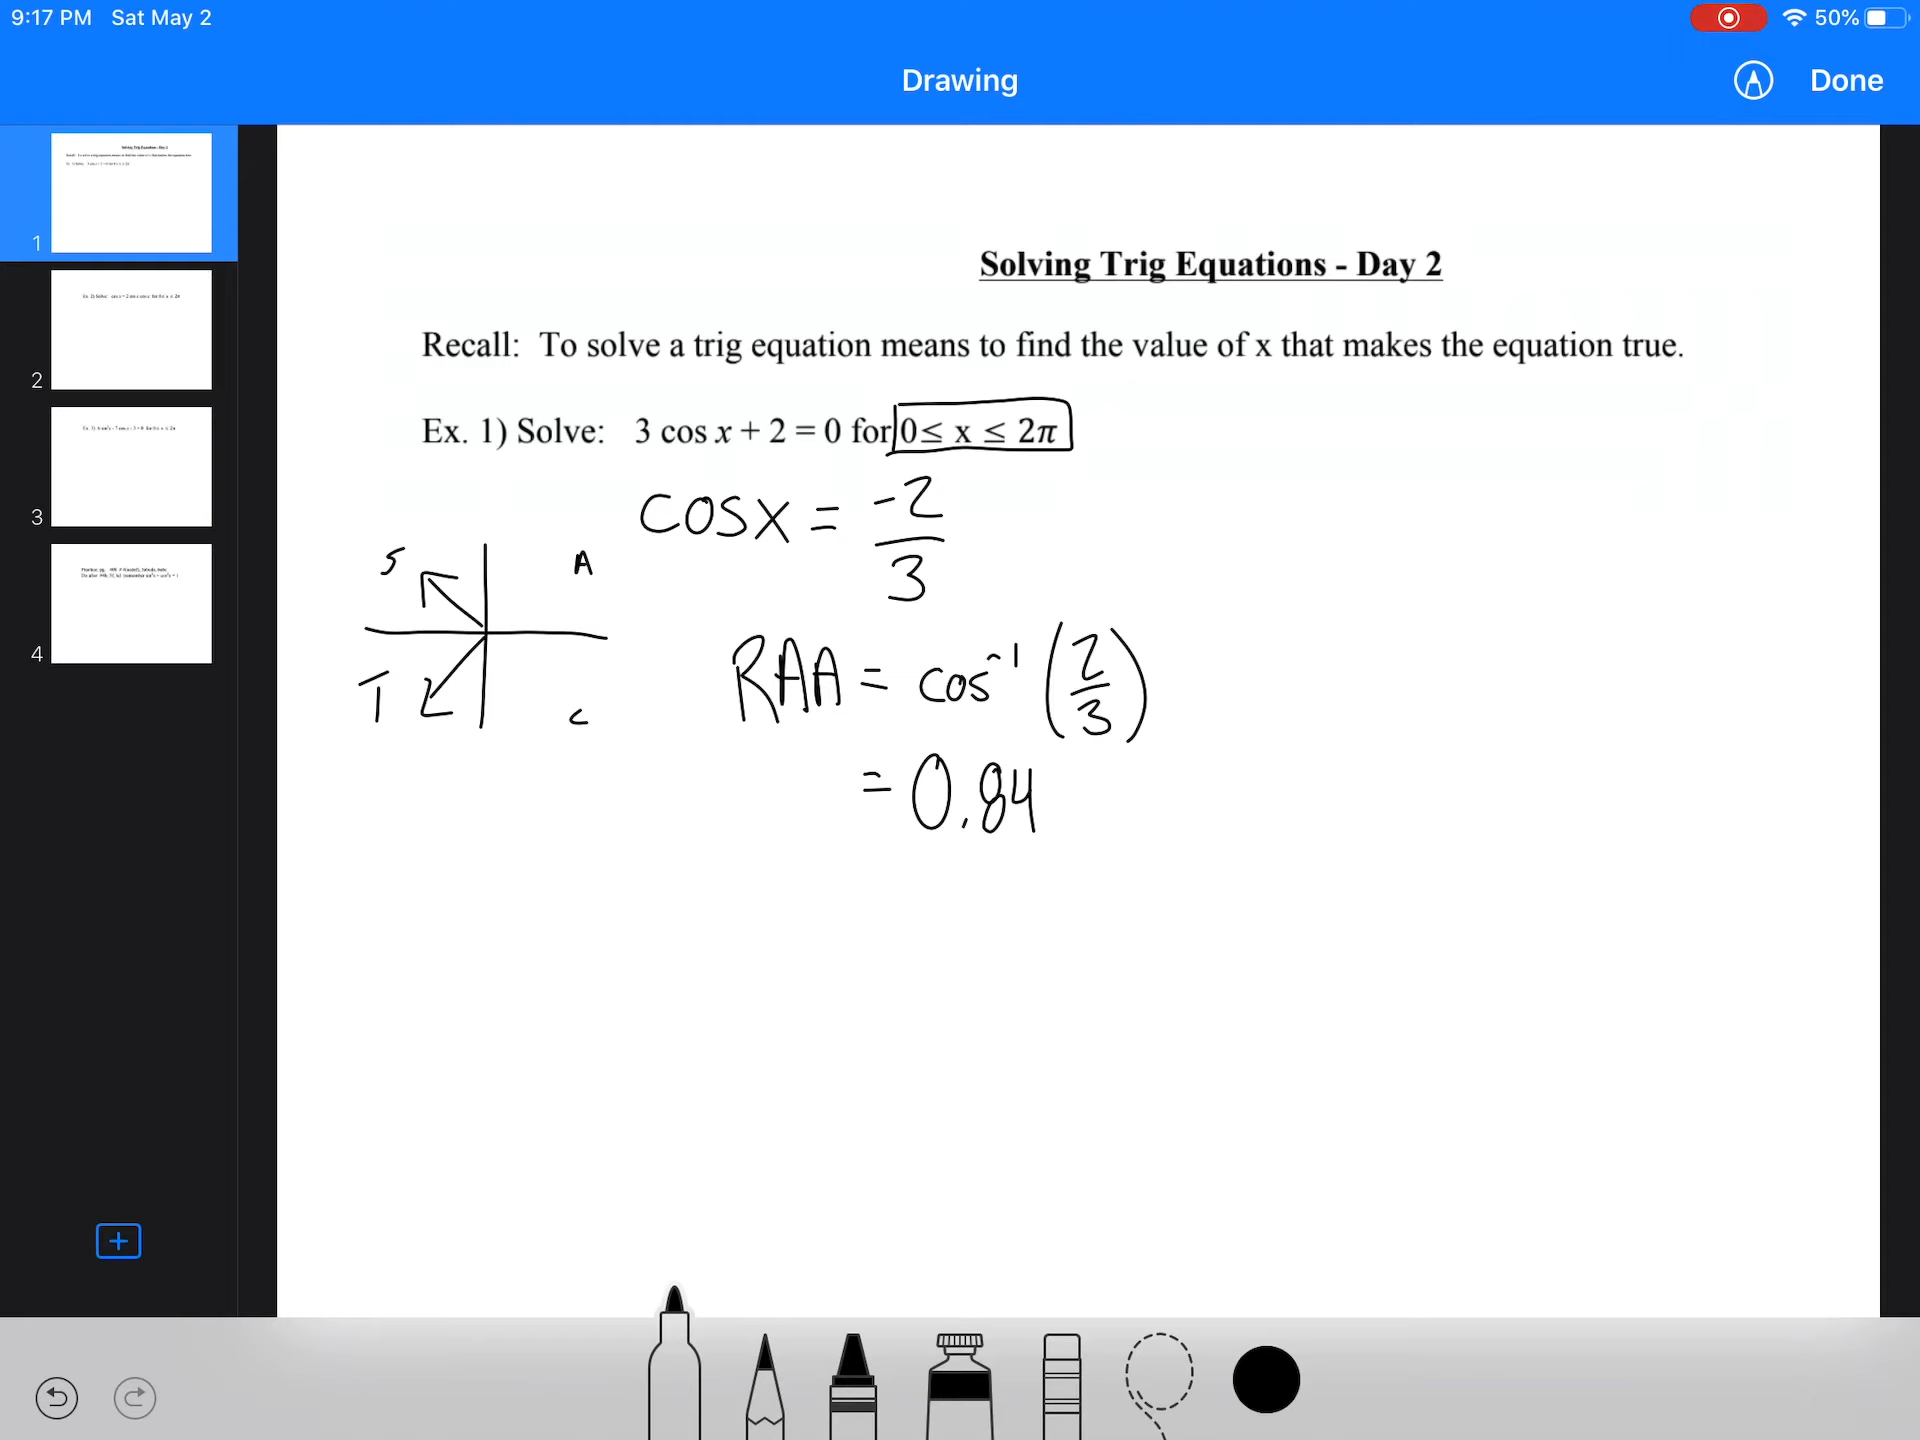 9:17 PM Sat May 2
50%
Drawing
Done
1
2
3
4
Solving Trig Equations - Day 2
Recall: To solve a trig equation means to find the value of x that makes the equation true.
Ex. 1) Solve: 3 cos x + 2 = 0 for 0≤ x ≤ 2π
cosx = -2/3
S A
T C
RAA = cos⁻¹ (2/3)
= 0.84